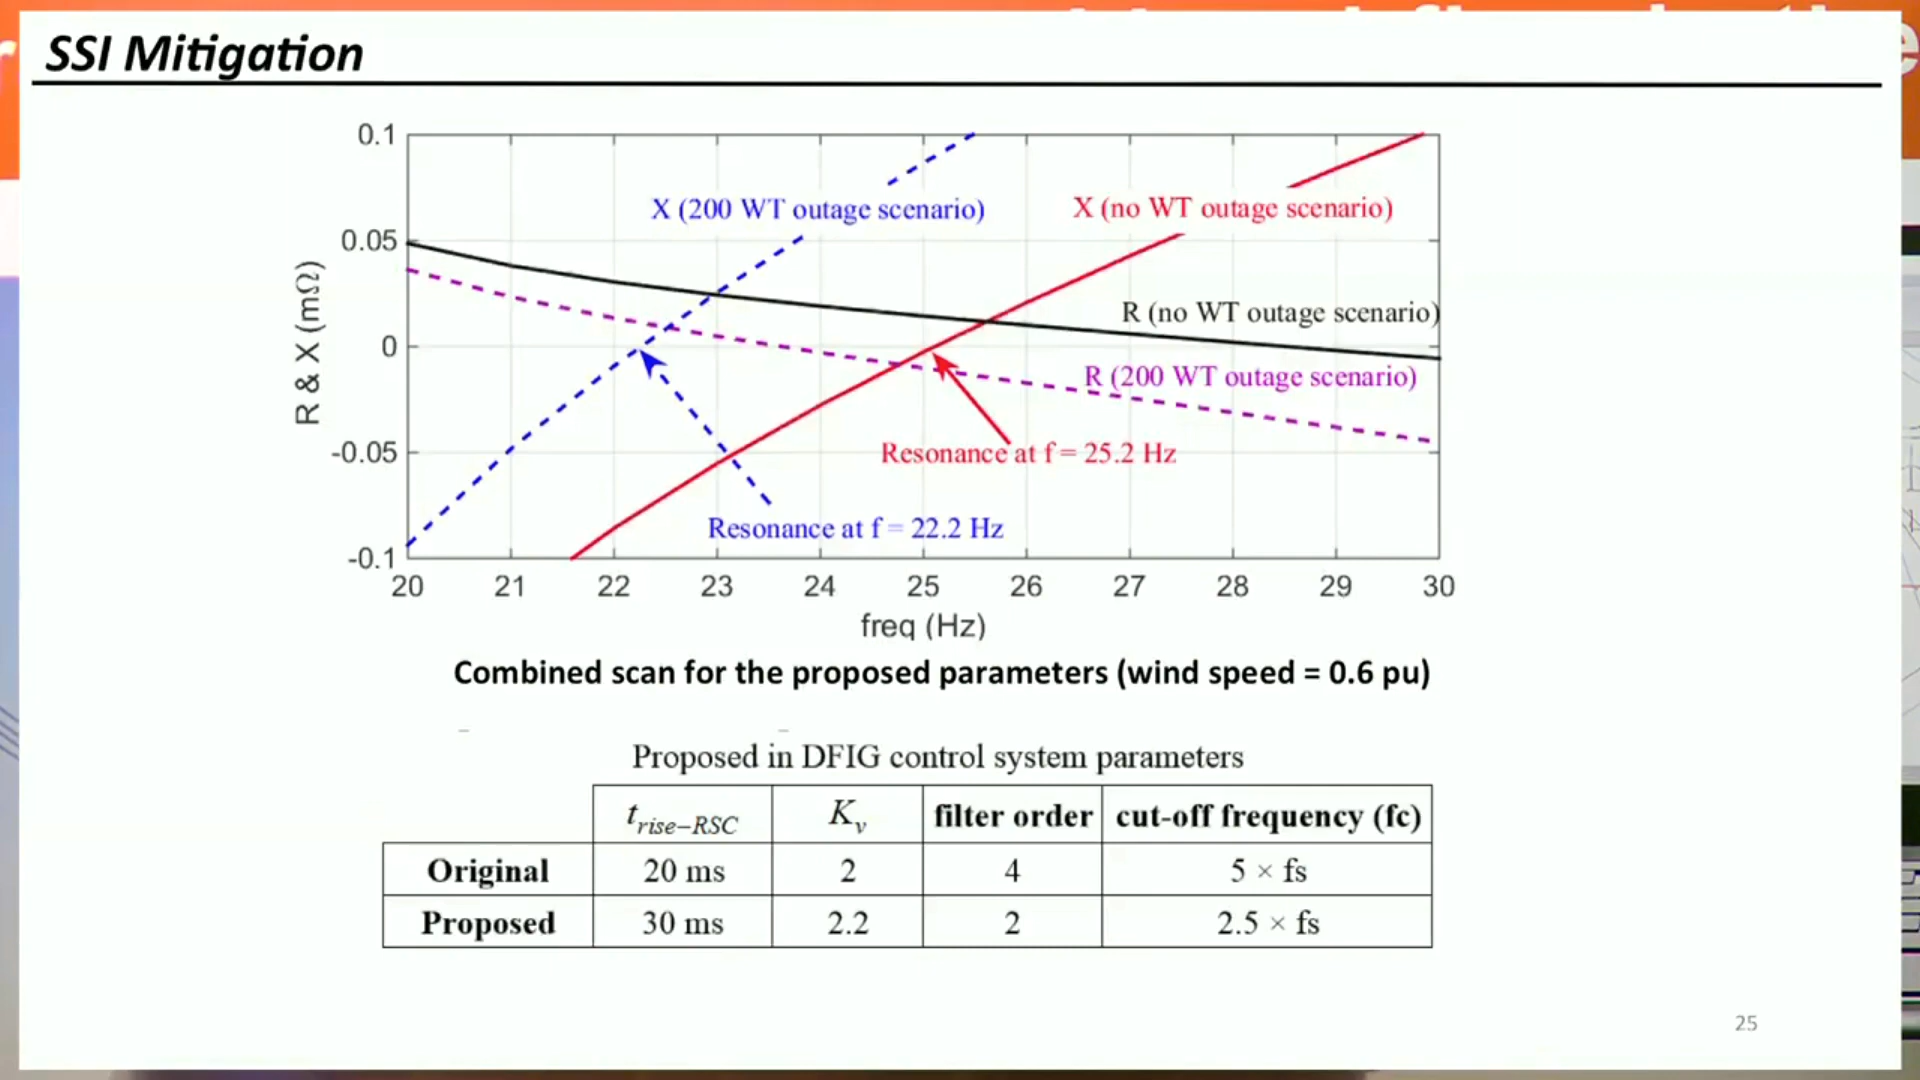 SSI Mitigation
0.1
0.05
0
-0.05
-0.1
R & X (mΩ)
X (200 WT outage scenario)
X (no WT outage scenario)
R (no WT outage scenario)
R (200 WT outage scenario)
Resonance at f = 25.2 Hz
Resonance at f = 22.2 Hz
20 21 22 23 24 25 26 27 28 29 30
freq (Hz)
Combined scan for the proposed parameters (wind speed = 0.6 pu)
Proposed in DFIG control system parameters
t_rise–RSC K_v filter order cut-off frequency (fc)
Original 20 ms 2 4 5 × fs
Proposed 30 ms 2.2 2 2.5 × fs
25